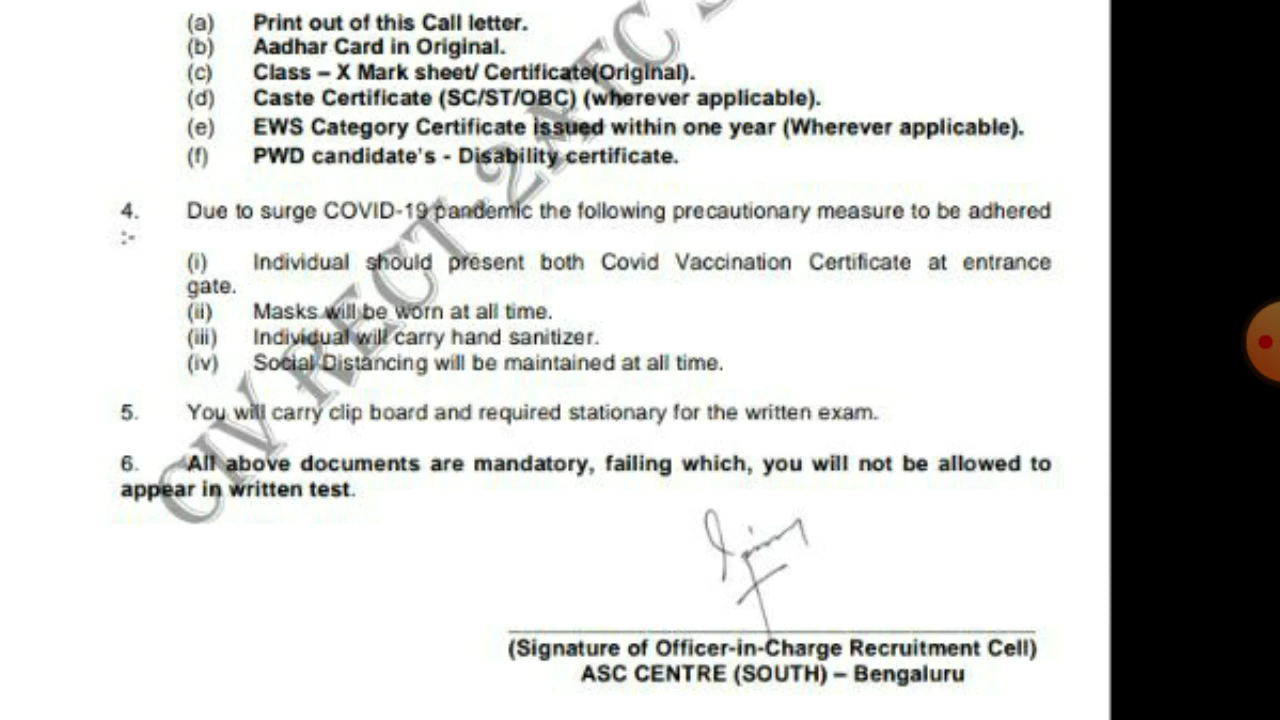 (a) Print out of this Call letter.
(b) Aadhar Card in Original.
(c) Class – X Mark sheet/ Certificate(Original).
(d) Caste Certificate (SC/ST/OBC) (wherever applicable).
(e) EWS Category Certificate issued within one year (Wherever applicable).
(f) PWD candidate's - Disability certificate.
4. Due to surge COVID-19 pandemic the following precautionary measure to be adhered
:-
(i) Individual should present both Covid Vaccination Certificate at entrance
gate.
(ii) Masks will be worn at all time.
(iii) Individual will carry hand sanitizer.
(iv) Social Distancing will be maintained at all time.
5. You will carry clip board and required stationary for the written exam.
6. All above documents are mandatory, failing which, you will not be allowed to
appear in written test.
(Signature of Officer-in-Charge Recruitment Cell)
ASC CENTRE (SOUTH) – Bengaluru
CIV RECT-2ATC